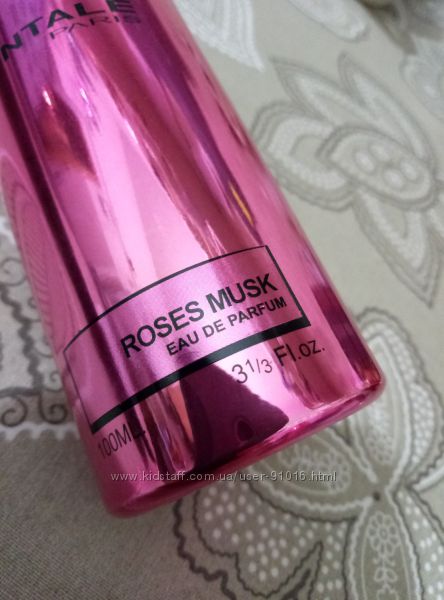 NTALE
PARIS
ROSES MUSK
EAU DE PARFUM
100ML.
3 1/3 Fl.oz.
www.kidstaff.com.ua/user-91016.html